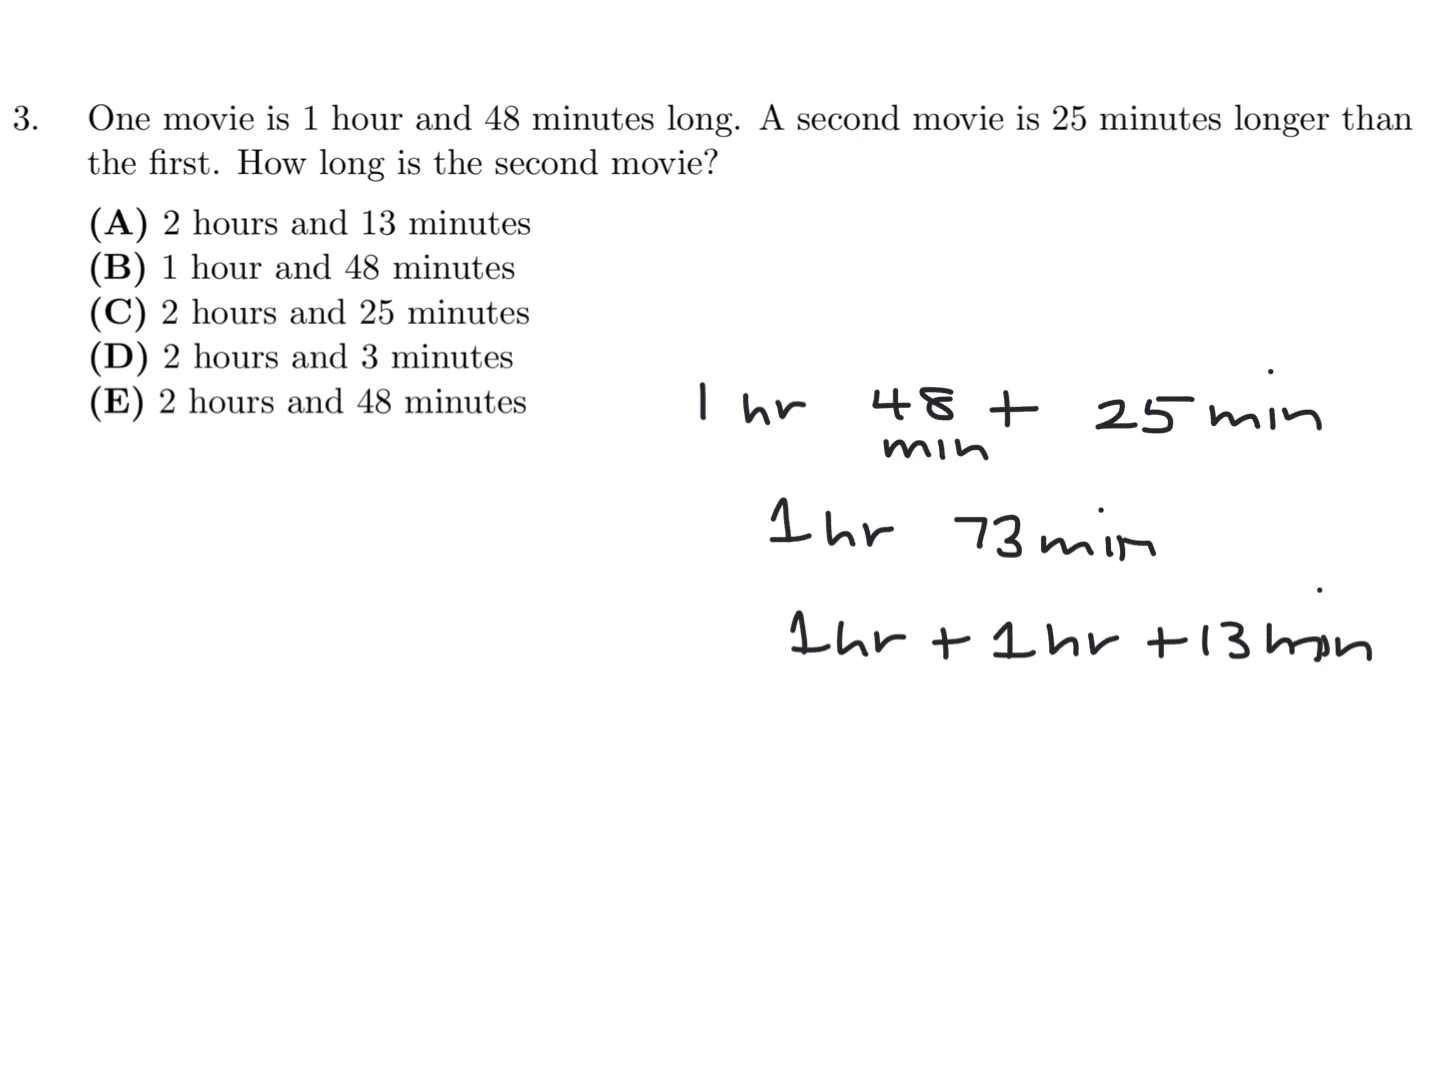 3. One movie is 1 hour and 48 minutes long. A second movie is 25 minutes longer than
the first. How long is the second movie?
(A) 2 hours and 13 minutes
(B) 1 hour and 48 minutes
(C) 2 hours and 25 minutes
(D) 2 hours and 3 minutes
(E) 2 hours and 48 minutes
1 hr 48 + 25 min
min
1 hr 73 min
1 hr + 1 hr + 13 min